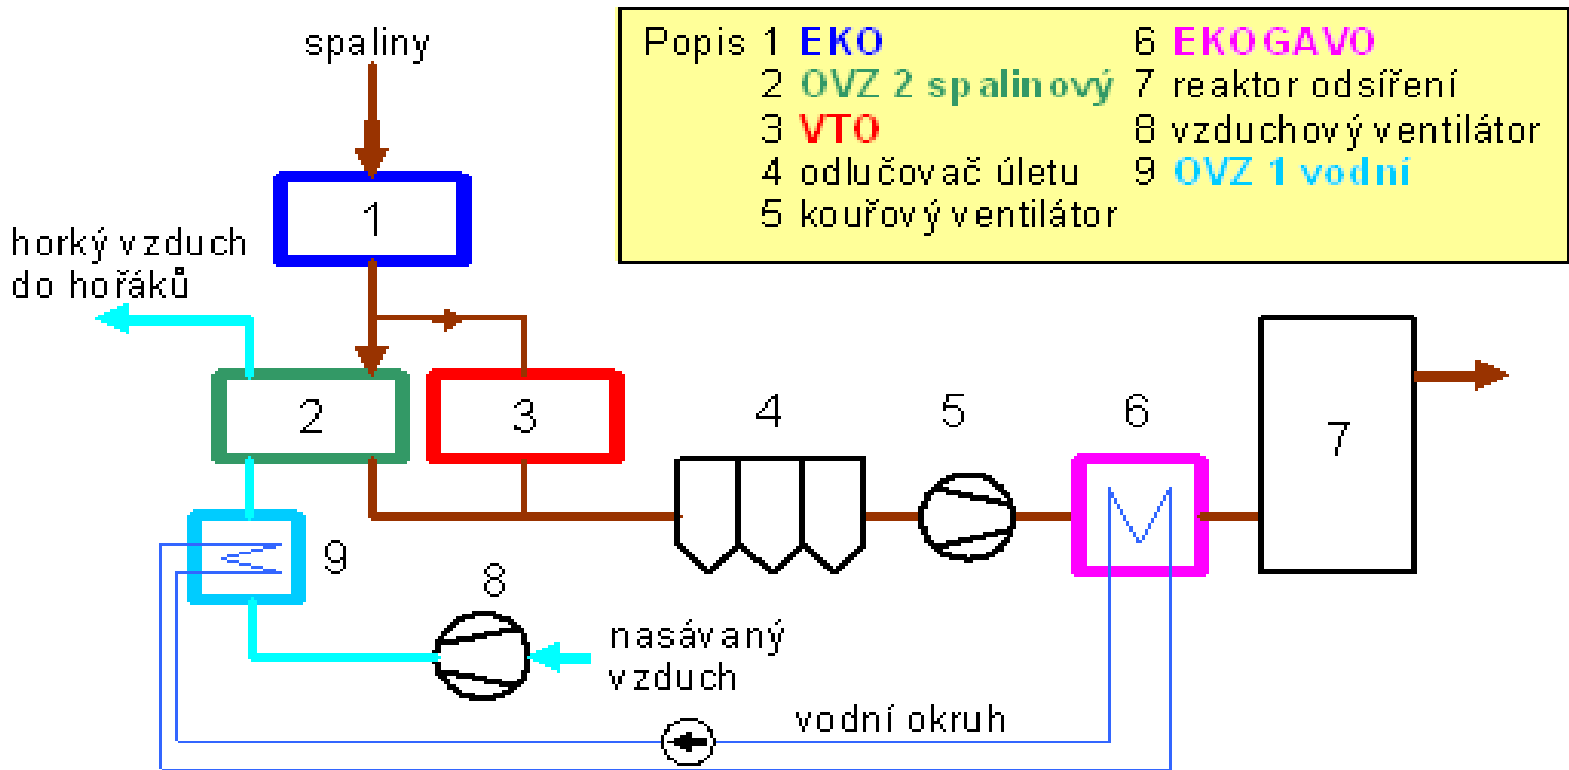 spaliny
Popis 1 EKO
2 OVZ 2 spalinový
3 VTO
4 odlučovač úletu
5 kouřový ventilátor
6 EKOGAVO
7 reaktor odsíření
8 vzduchový ventilátor
9 OVZ 1 vodní
1
horký vzduch
do hořáků
2
3
4
5
6
7
9
8
nasávaný
vzduch
vodní okruh